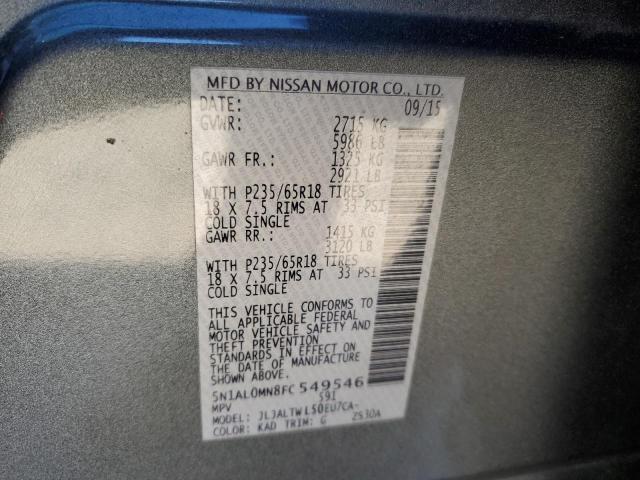 MFD BY NISSAN MOTOR CO., LTD.
DATE: 09/15
GVWR: 2715 KG
5986 LB
GAWR FR.: 1325 KG
2921 LB
WITH P235/65R18 TIRES
18 X 7.5 RIMS AT 33 PSI
COLD SINGLE
GAWR RR.: 1415 KG
3120 LB
WITH P235/65R18 TIRES
18 X 7.5 RIMS AT 33 PSI
COLD SINGLE
THIS VEHICLE CONFORMS TO
ALL APPLICABLE FEDERAL
MOTOR VEHICLE SAFETY AND
THEFT PREVENTION
STANDARDS IN EFFECT ON
THE DATE OF MANUFACTURE
SHOWN ABOVE.
5N1AL0MN8FC 549546
MPV S91
MODEL: JLJALTWL50EU7CA-
COLOR: KAD TRIM: G 2S30A